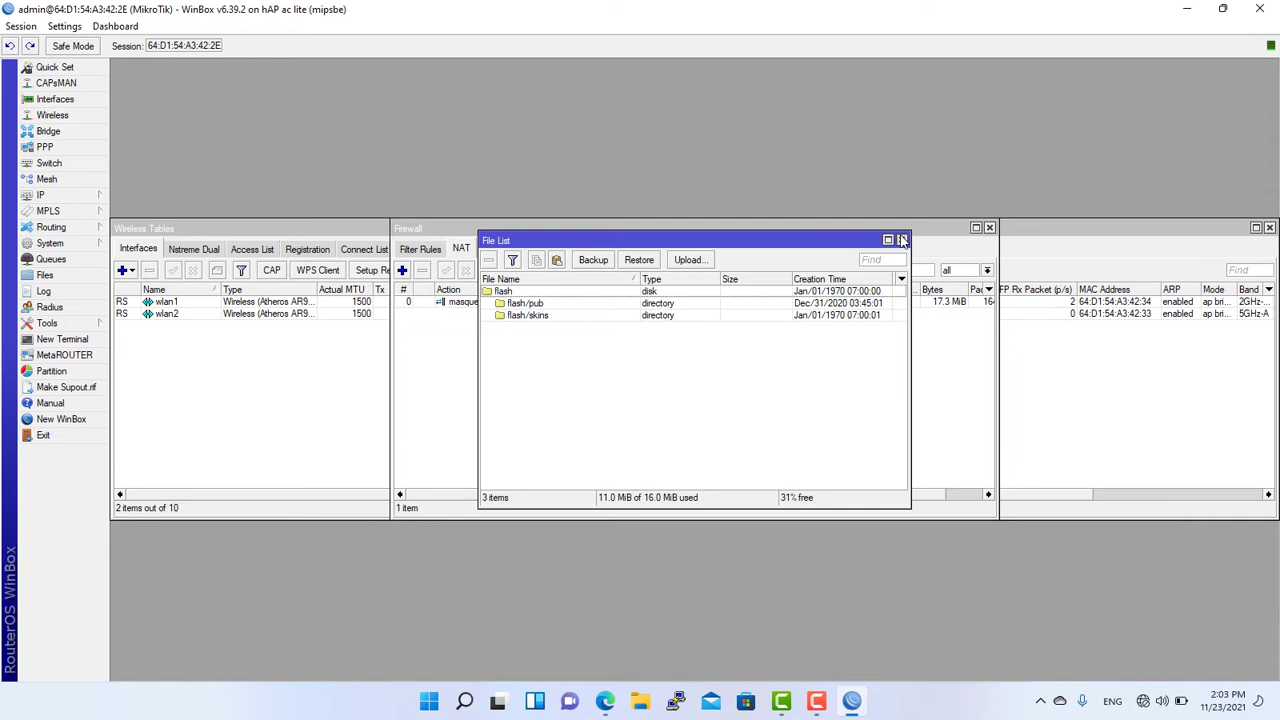 admin@64:D1:54:A3:42:2E (MikroTik) - WinBox v6.39.2 on hAP ac lite (mipsbe)
Session Settings Dashboard
Safe Mode Session: 64:D1:54:A3:42:2E
Quick Set
CAPsMAN
Interfaces
Wireless
Bridge
PPP
Switch
Mesh
IP
MPLS
Routing
System
Queues
Files
Log
Radius
Tools
New Terminal
MetaROUTER
Partition
Make Supout.rif
Manual
New WinBox
Exit
RouterOS WinBox
Wireless Tables
Interfaces Nstreme Dual Access List Registration Connect List
CAP WPS Client Setup Re
Name Type Actual MTU Tx
RS wlan1 Wireless (Atheros AR9... 1500
RS wlan2 Wireless (Atheros AR9... 1500
2 items out of 10
Firewall
Filter Rules NAT
# Action
0 masque
1 item
all
Bytes Pac
17.3 MiB 164
File List
Backup Restore Upload... Find
File Name Type Size Creation Time
flash disk Jan/01/1970 07:00:00
flash/pub directory Dec/31/2020 03:45:01
flash/skins directory Jan/01/1970 07:00:01
3 items 11.0 MiB of 16.0 MiB used 31% free
Find
FP Rx Packet (p/s) MAC Address ARP Mode Band
2 64:D1:54:A3:42:34 enabled ap bri... 2GHz-
0 64:D1:54:A3:42:33 enabled ap bri... 5GHz-A
ENG 2:03 PM
11/23/2021